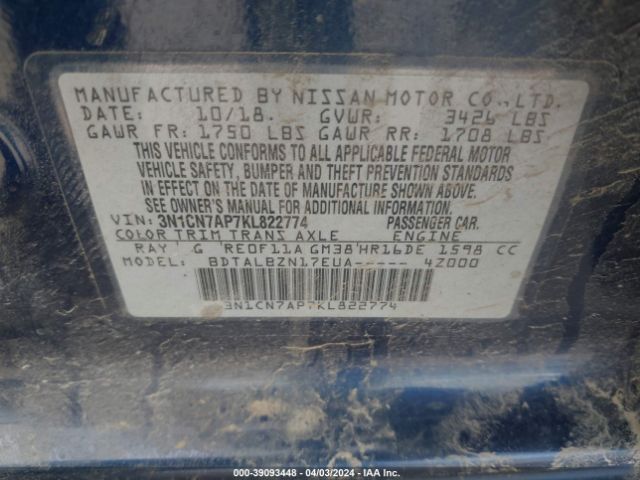 MANUFACTURED BY NISSAN MOTOR CO., LTD.
DATE: 10/18. GVWR: 3426 LBS
GAWR FR: 1750 LBS GAWR RR: 1708 LBS
THIS VEHICLE CONFORMS TO ALL APPLICABLE FEDERAL MOTOR
VEHICLE SAFETY, BUMPER AND THEFT PREVENTION STANDARDS
IN EFFECT ON THE DATE OF MANUFACTURE SHOWN ABOVE.
SEE OWNER'S MANUAL FOR ADDITIONAL INFORMATION.
VIN: 3N1CN7AP7KL822774 PASSENGER CAR.
COLOR TRIM TRANS AXLE ENGINE
RAY G RE0F11A GM38 HR16DE 1598 CC
MODEL: BDTALBZN17EUA----- 4Z000
3N1CN7AP7KL822774
000-39093448 - 04/03/2024 - IAA Inc.